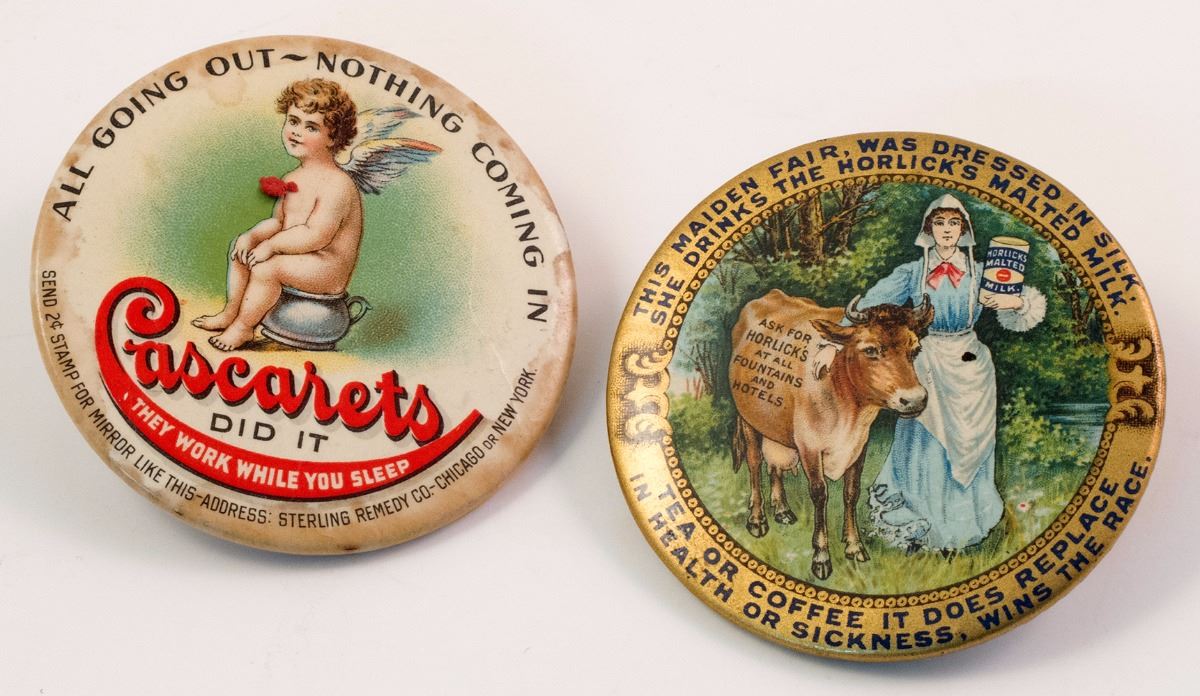 ALL GOING OUT~NOTHING COMING IN
Cascarets
DID IT
THEY WORK WHILE YOU SLEEP
SEND 2¢ STAMP FOR MIRROR LIKE THIS-ADDRESS: STERLING REMEDY CO-CHICAGO OR NEW YORK.
THIS MAIDEN FAIR, WAS DRESSED IN SILK;
SHE DRINKS THE HORLICK'S MALTED MILK.
HORLICK'S
MALTED
MILK.
ASK FOR
HORLICK'S
AT ALL
FOUNTAINS
AND
HOTELS.
IN TEA OR COFFEE IT DOES REPLACE
IN HEALTH OR SICKNESS, WINS THE RACE.